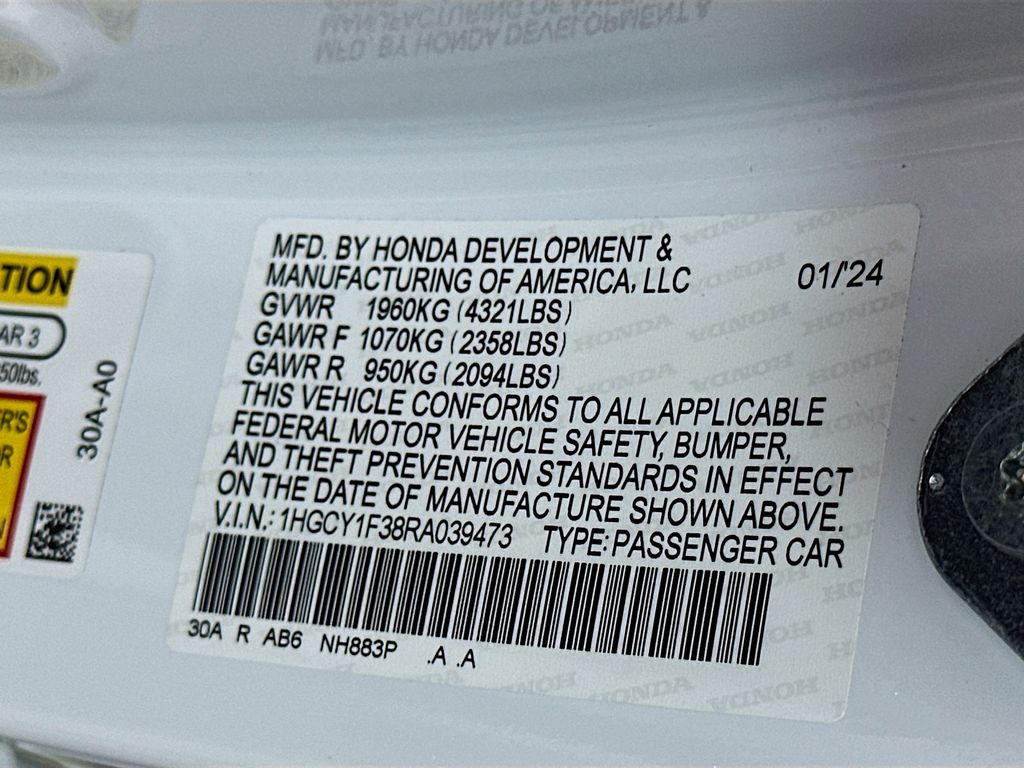 MFD. BY HONDA DEVELOPMENT &
MANUFACTURING OF AMERICA, LLC 01/'24
GVWR 1960KG (4321LBS)
GAWR F 1070KG (2358LBS)
GAWR R 950KG (2094LBS)
THIS VEHICLE CONFORMS TO ALL APPLICABLE
FEDERAL MOTOR VEHICLE SAFETY, BUMPER,
AND THEFT PREVENTION STANDARDS IN EFFECT
ON THE DATE OF MANUFACTURE SHOWN ABOVE.
V.I.N.: 1HGCY1F38RA039473 TYPE: PASSENGER CAR
30A R AB6 NH883P .A .A
30A-A0